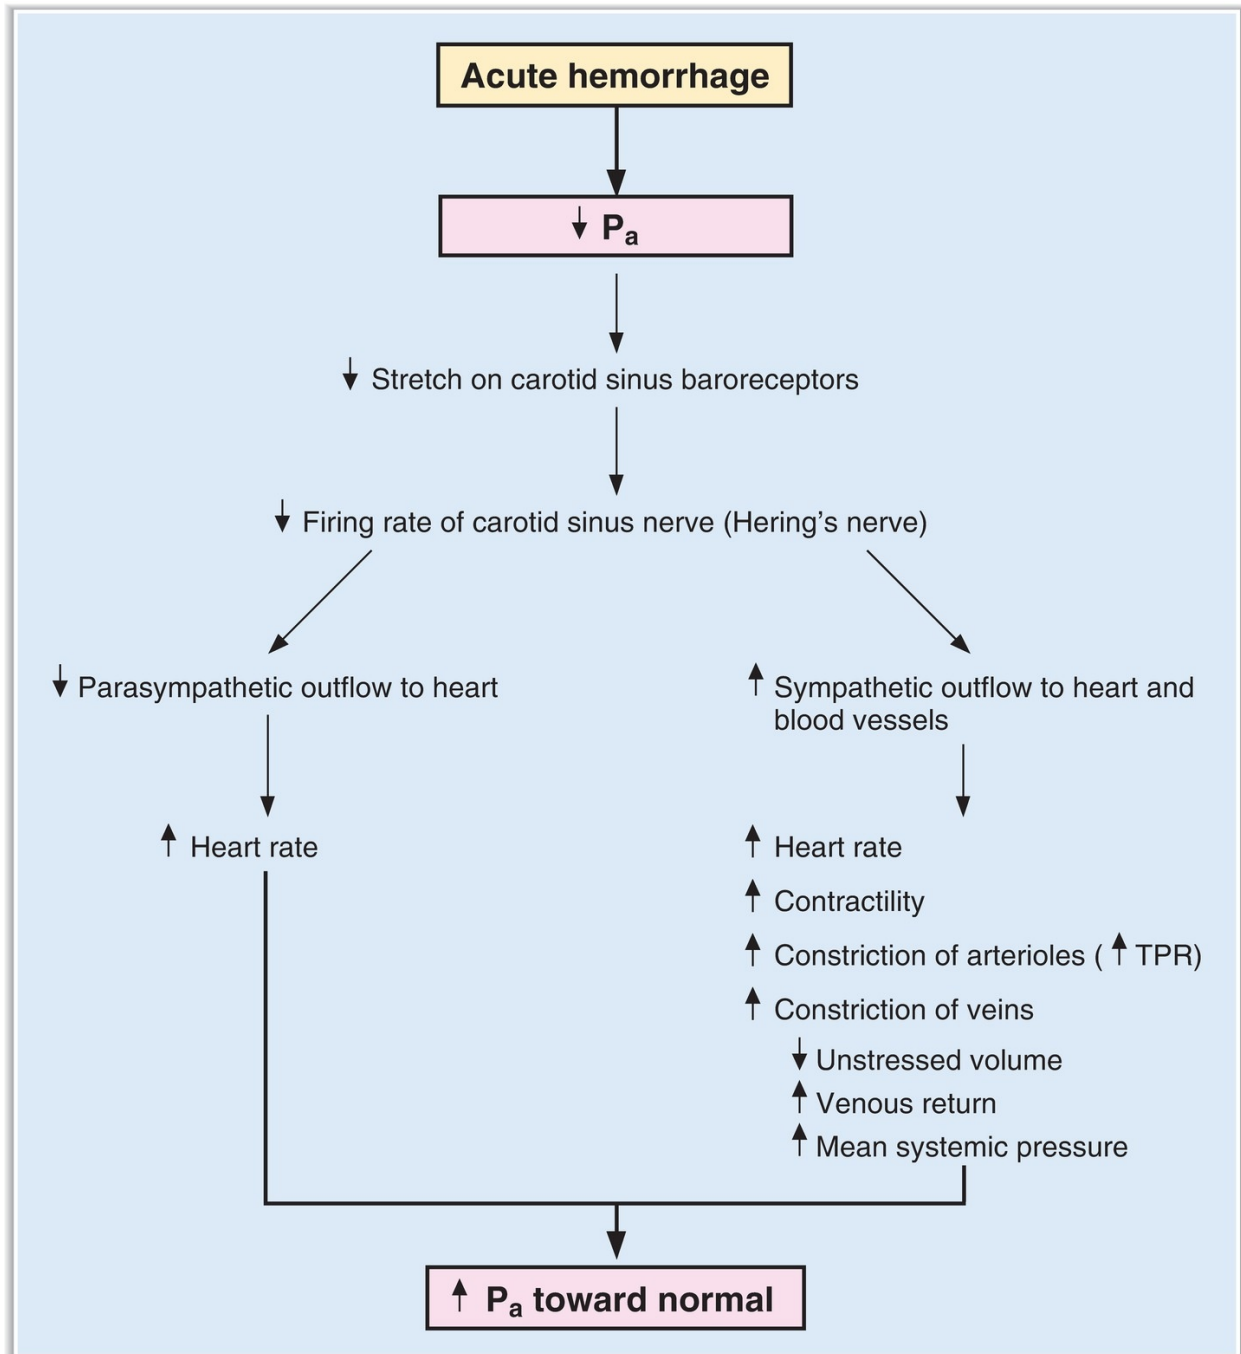 Acute hemorrhage
↓ Pa
↓ Stretch on carotid sinus baroreceptors
↓ Firing rate of carotid sinus nerve (Hering’s nerve)
↓ Parasympathetic outflow to heart
↑ Heart rate
↑ Sympathetic outflow to heart and
blood vessels
↑ Heart rate
↑ Contractility
↑ Constriction of arterioles ( ↑ TPR)
↑ Constriction of veins
↓ Unstressed volume
↑ Venous return
↑ Mean systemic pressure
↑ Pa toward normal